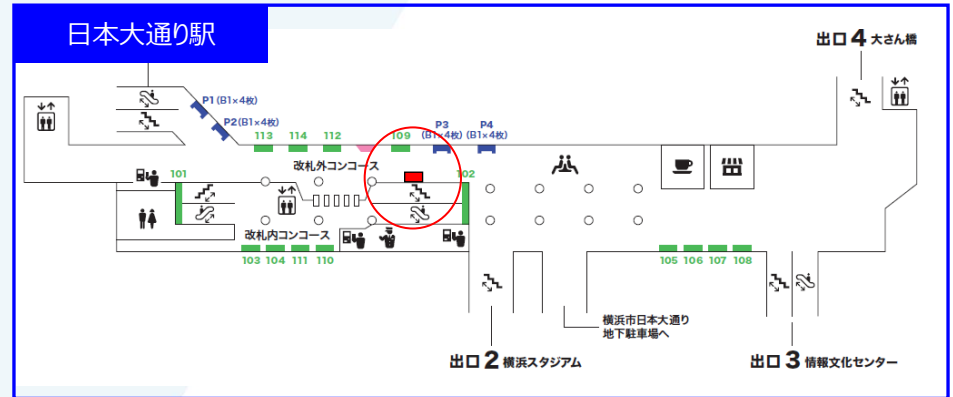 日本大通り駅
出口4 大さん橋
P1(B1×4枚)
P2(B1×4枚)
P3
(B1×4枚)
P4
(B1×4枚)
113
114
112
109
改札外コンコース
101
102
改札内コンコース
103 104 111 110
105 106 107 108
横浜市日本大通り
地下駐車場へ
出口2 横浜スタジアム
出口3 情報文化センター